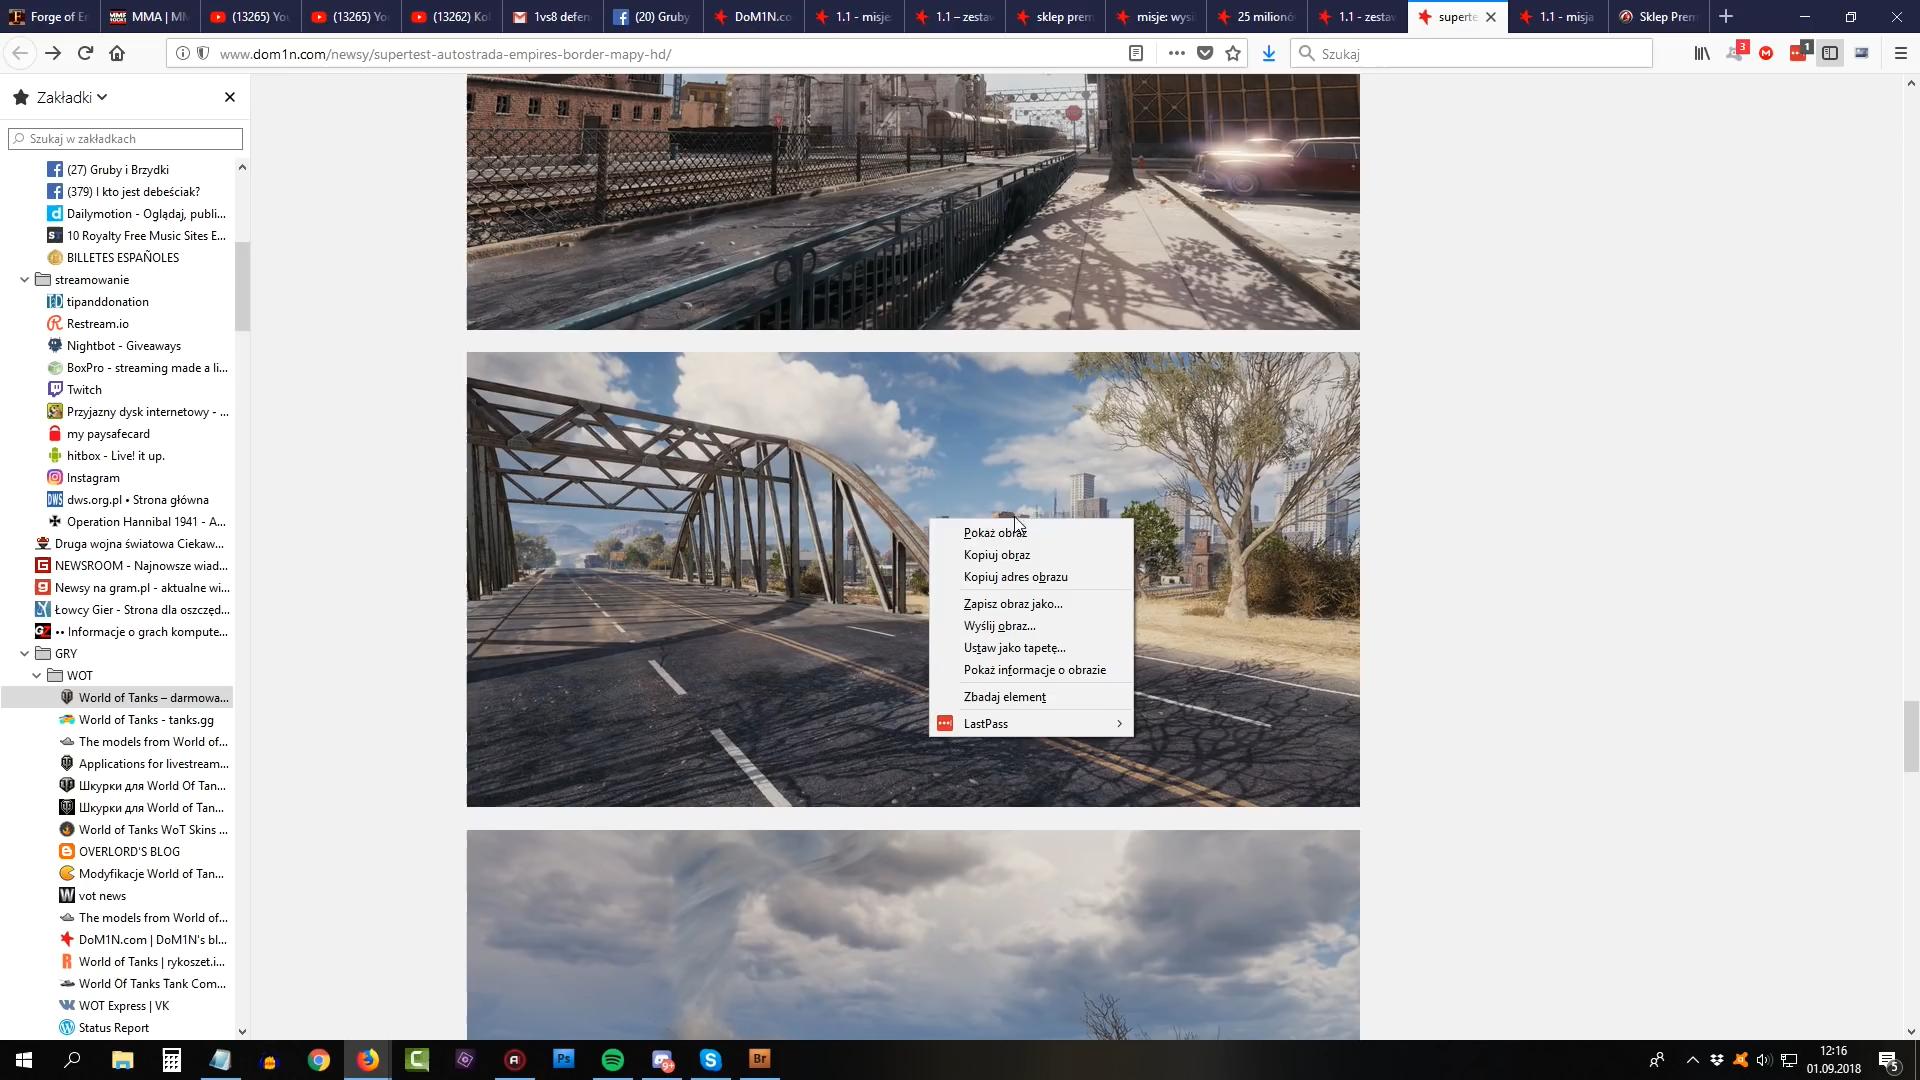 Forge of E
MMA | M
(13265) Yo
(13265) Yo
(13262) Ko
1vs8 defen
(20) Gruby
DoM1N.co
1.1 - misje:
1.1 – zesta
sklep prem
misje: wysi
25 milionó
1.1 - zesta
superte
1.1 - misja
Sklep Prem
www.dom1n.com/newsy/supertest-autostrada-empires-border-mapy-hd/
Szukaj
3
1
Zakładki
Szukaj w zakładkach
(27) Gruby i Brzydki
(379) I kto jest debeściak?
Dailymotion - Oglądaj, publi...
10 Royalty Free Music Sites E...
BILLETES ESPAÑOLES
streamowanie
tipanddonation
Restream.io
Nightbot - Giveaways
BoxPro - streaming made a li...
Twitch
Przyjazny dysk internetowy - ...
my paysafecard
hitbox - Live! it up.
Instagram
dws.org.pl • Strona główna
Operation Hannibal 1941 - A...
Druga wojna światowa Ciekaw...
NEWSROOM - Najnowsze wiad...
Newsy na gram.pl - aktualne wi...
Łowcy Gier - Strona dla oszczęd...
•• Informacje o grach kompute...
GRY
WOT
World of Tanks – darmowa...
World of Tanks - tanks.gg
The models from World of...
Applications for livestream...
Шкурки для World Of Tan...
Шкурки для World of Tan...
World of Tanks WoT Skins ...
OVERLORD'S BLOG
Modyfikacje World of Tan...
vot news
The models from World of...
DoM1N.com | DoM1N's bl...
World of Tanks | rykoszet.i...
World Of Tanks Tank Com...
WOT Express | VK
Status Report
Pokaż obraz
Kopiuj obraz
Kopiuj adres obrazu
Zapisz obraz jako...
Wyślij obraz...
Ustaw jako tapetę...
Pokaż informacje o obrazie
Zbadaj element
LastPass
Ps
9+
Br
12:16
01.09.2018
5